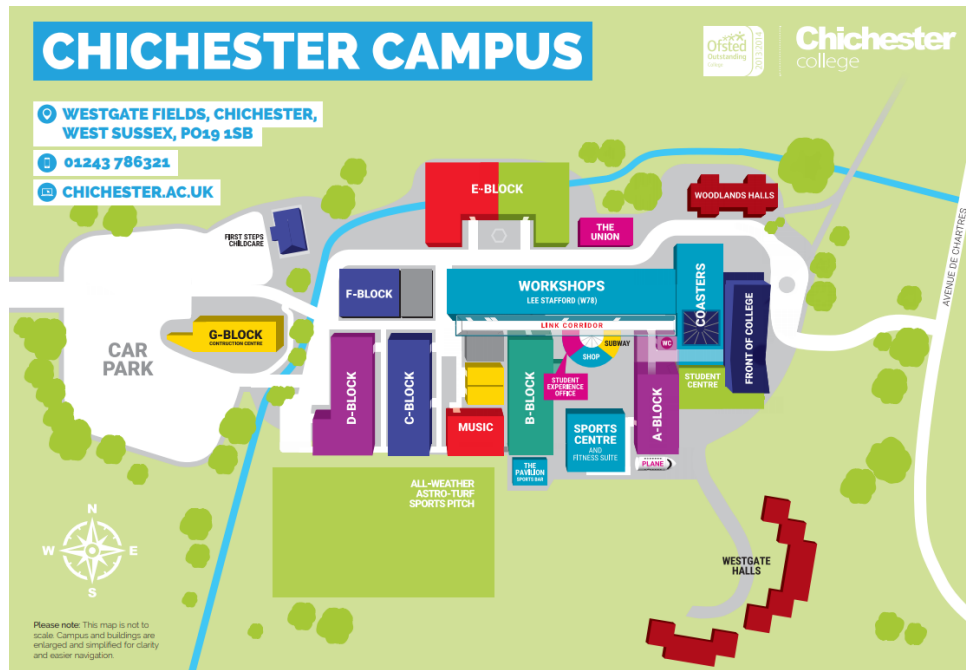 CHICHESTER CAMPUS
Ofsted
Outstanding
College
2013|2014
Chichester
college
WESTGATE FIELDS, CHICHESTER,
WEST SUSSEX, PO19 1SB
01243 786321
CHICHESTER.AC.UK
E-BLOCK
WOODLANDS HALLS
THE
UNION
FIRST STEPS
CHILDCARE
AVENUE DE CHARTRES
F-BLOCK
WORKSHOPS
LEE STAFFORD (W78)
COASTERS
FRONT OF COLLEGE
LINK CORRIDOR
G-BLOCK
CONTRUCTION CENTRE
CAR
PARK
SUBWAY
SHOP
WC
STUDENT
EXPERIENCE
OFFICE
STUDENT
CENTRE
D-BLOCK
C-BLOCK
MUSIC
B-BLOCK
SPORTS
CENTRE
AND
FITNESS SUITE
A-BLOCK
PLANE
THE
PAVILION
SPORTS BAR
ALL-WEATHER
ASTRO-TURF
SPORTS PITCH
WESTGATE
HALLS
N
W E
S
Please note: This map is not to
scale. Campus and buildings are
enlarged and simplified for clarity
and easier navigation.